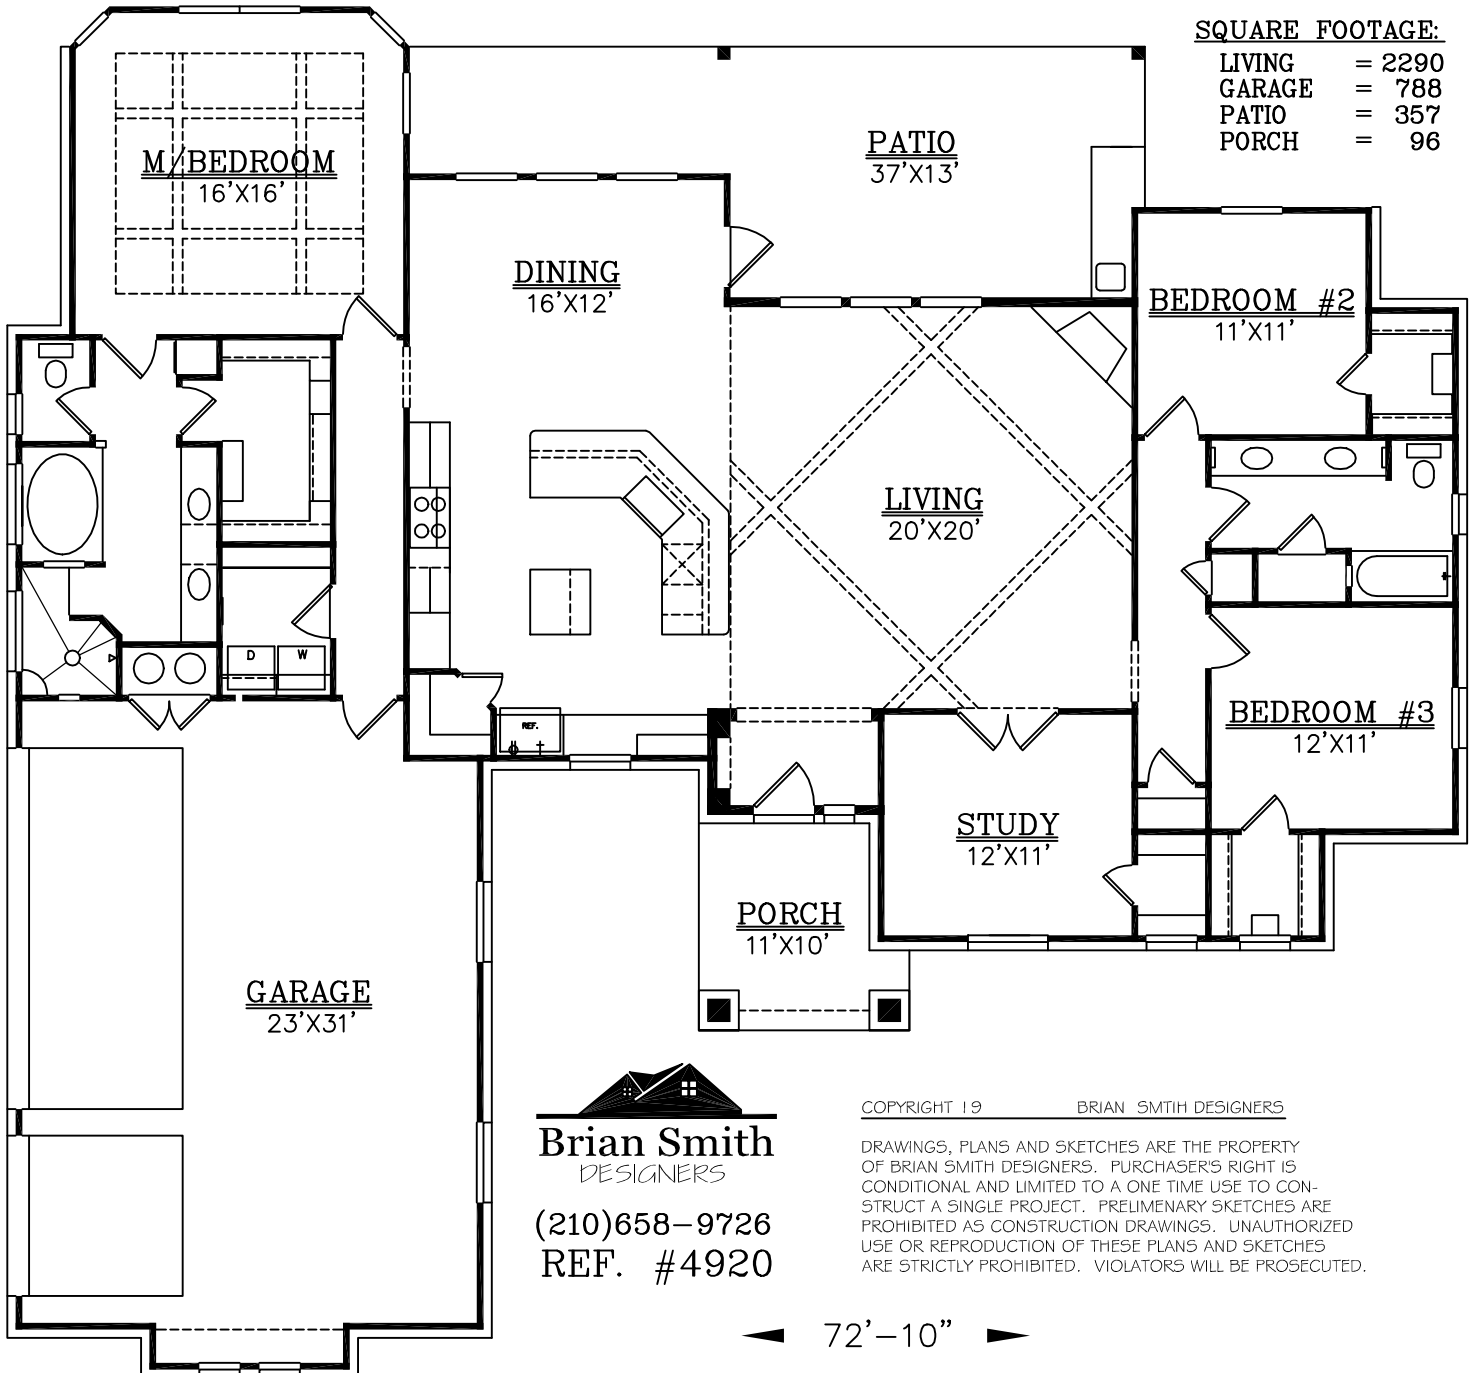 SQUARE FOOTAGE:
LIVING = 2290
GARAGE = 788
PATIO = 357
PORCH = 96
M/BEDROOM
16'X16'
PATIO
37'X13'
DINING
16'X12'
BEDROOM #2
11'X11'
LIVING
20'X20'
D W
REF.
BEDROOM #3
12'X11'
STUDY
12'X11'
PORCH
11'X10'
GARAGE
23'X31'
Brian Smith
DESIGNERS
(210)658-9726
REF. #4920
COPYRIGHT 19 BRIAN SMTIH DESIGNERS
DRAWINGS, PLANS AND SKETCHES ARE THE PROPERTY
OF BRIAN SMITH DESIGNERS. PURCHASER'S RIGHT IS
CONDITIONAL AND LIMITED TO A ONE TIME USE TO CON-
STRUCT A SINGLE PROJECT. PRELIMENARY SKETCHES ARE
PROHIBITED AS CONSTRUCTION DRAWINGS. UNAUTHORIZED
USE OR REPRODUCTION OF THESE PLANS AND SKETCHES
ARE STRICTLY PROHIBITED. VIOLATORS WILL BE PROSECUTED.
72'-10"